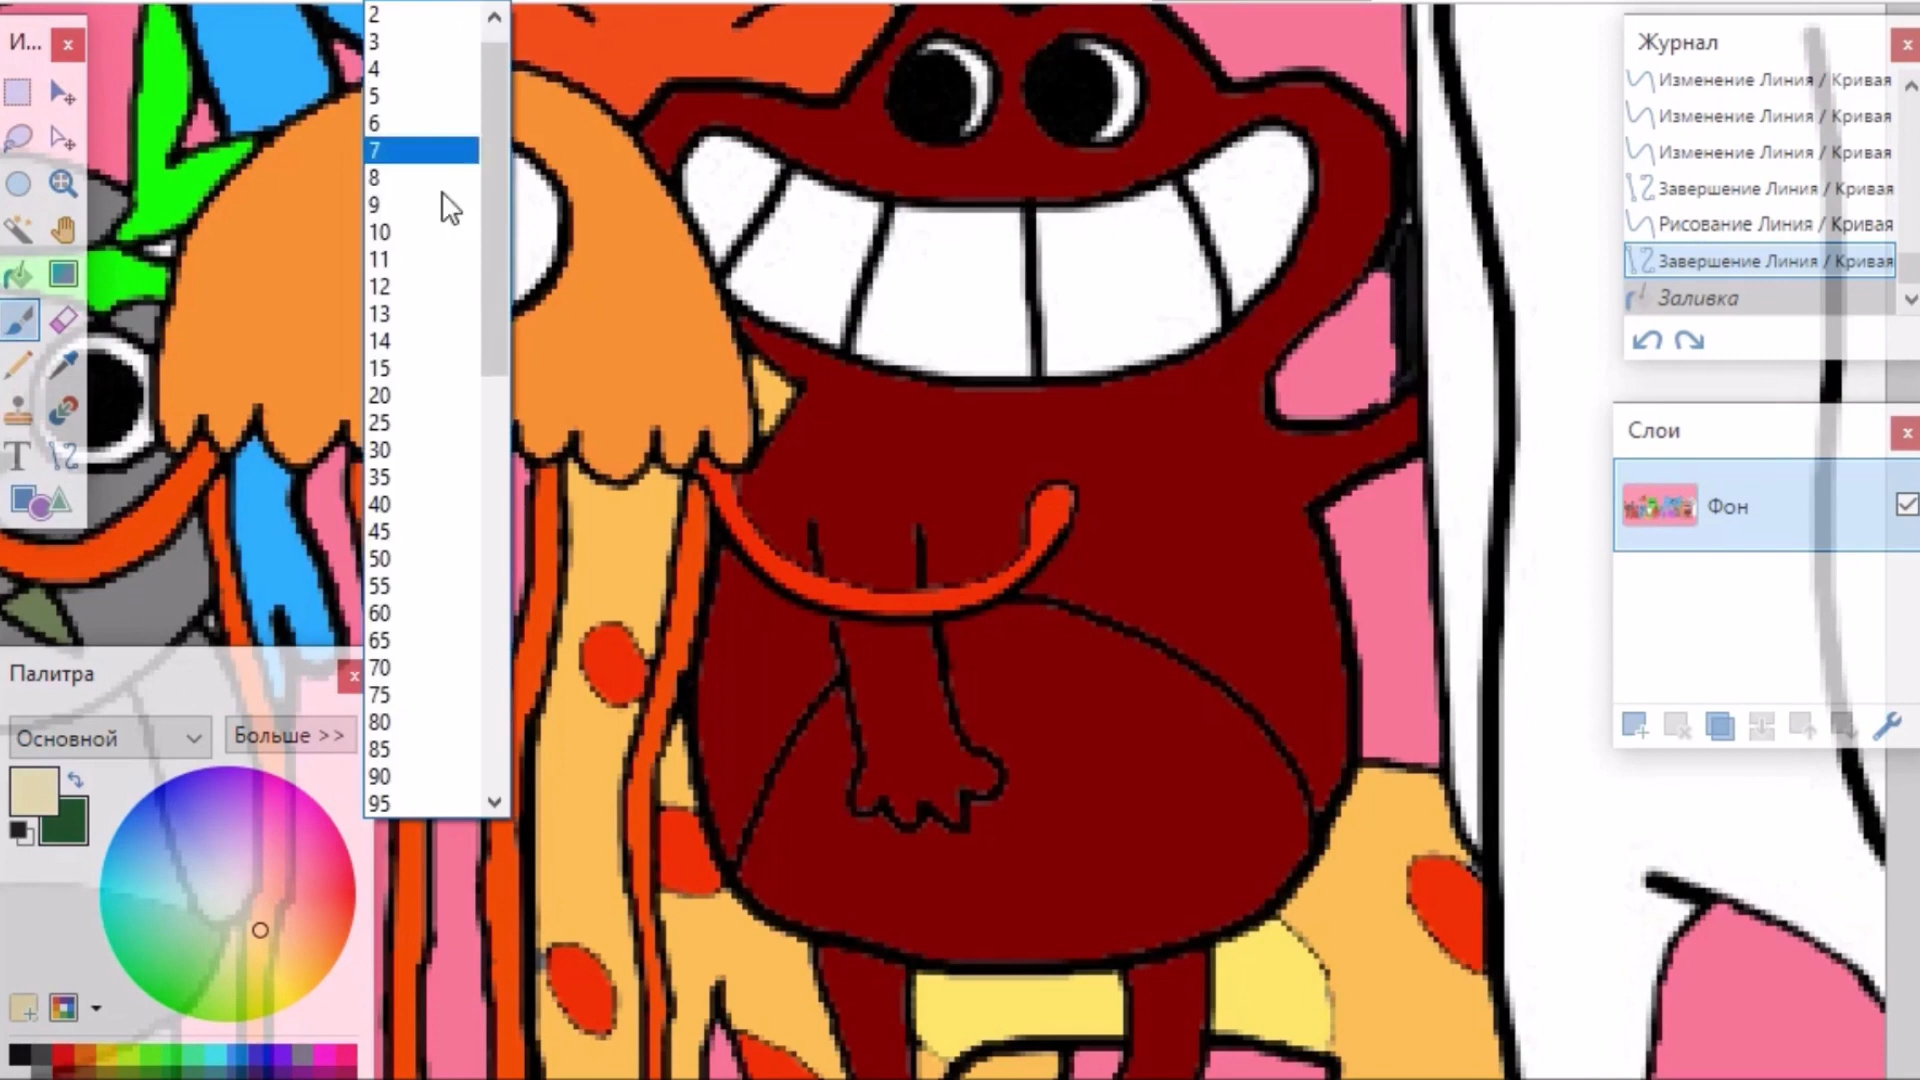 И...
2
3
4
5
6
7
8
9
10
11
12
13
14
15
20
25
30
35
40
45
50
55
60
65
70
75
80
85
90
95
T
Палитра
Основной
Больше >>
Журнал
Изменение Линия / Кривая
Изменение Линия / Кривая
Изменение Линия / Кривая
Завершение Линия / Кривая
Рисование Линия / Кривая
Завершение Линия / Кривая
Заливка
Слои
Фон